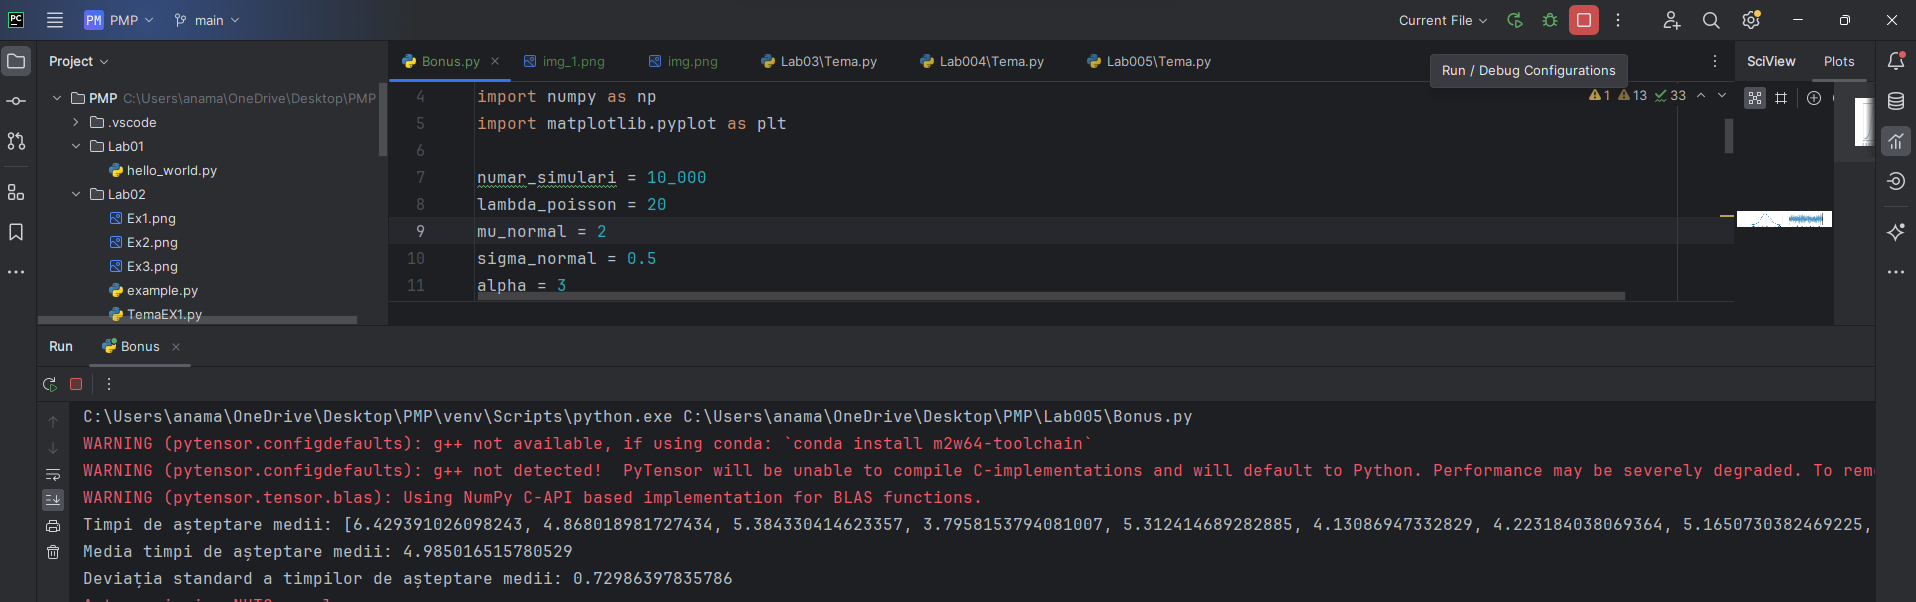 PC
PM PMP
main
Current File
Project
Bonus.py
img_1.png
img.png
Lab03\Tema.py
Lab004\Tema.py
Lab005\Tema.py
Run / Debug Configurations
SciView
Plots
PMP C:\Users\anama\OneDrive\Desktop\PMP
.vscode
Lab01
hello_world.py
Lab02
Ex1.png
Ex2.png
Ex3.png
example.py
TemaEX1.py
1 13 33
4 import numpy as np
5 import matplotlib.pyplot as plt
6
7 numar_simulari = 10_000
8 lambda_poisson = 20
9 mu_normal = 2
10 sigma_normal = 0.5
11 alpha = 3
Run
Bonus
C:\Users\anama\OneDrive\Desktop\PMP\venv\Scripts\python.exe C:\Users\anama\OneDrive\Desktop\PMP\Lab005\Bonus.py
WARNING (pytensor.configdefaults): g++ not available, if using conda: `conda install m2w64-toolchain`
WARNING (pytensor.configdefaults): g++ not detected!  PyTensor will be unable to compile C-implementations and will default to Python. Performance may be severely degraded. To rem
WARNING (pytensor.tensor.blas): Using NumPy C-API based implementation for BLAS functions.
Timpi de așteptare medii: [6.429391026098243, 4.868018981727434, 5.384330414623357, 3.7958153794081007, 5.312414689282885, 4.13086947332829, 4.223184038069364, 5.1650730382469225,
Media timpi de așteptare medii: 4.985016515780529
Deviația standard a timpilor de așteptare medii: 0.72986397835786